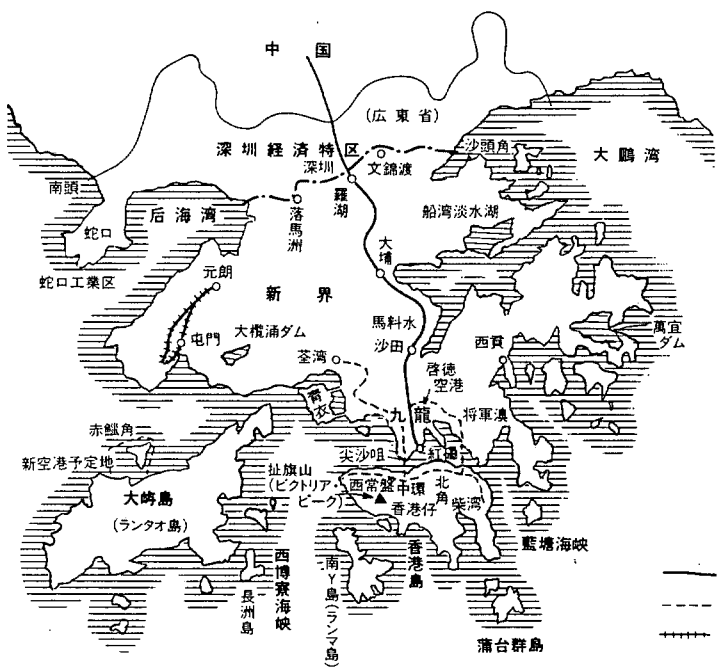 中国
(広東省)
深圳経済特区
深圳
文錦渡
沙頭角
大鵬湾
南頭
后海湾
落馬洲
羅湖
船湾淡水湖
蛇口
蛇口工業区
元朗
新界
大埔
馬料水
沙田
西貢
萬宜
ダム
屯門
大欖涌ダム
荃湾
啓徳
空港
青衣
九龍
将軍澳
赤鱲角
新空港予定地
尖沙咀
紅磡
扯旗山
(ビクトリア・
ピーク)
西常盤
中環
北角
柴湾
香港仔
大嶼島
(ランタオ島)
藍塘海峡
西博寮海峡
長洲島
南Y島(ランマ島)
香港島
蒲台群島